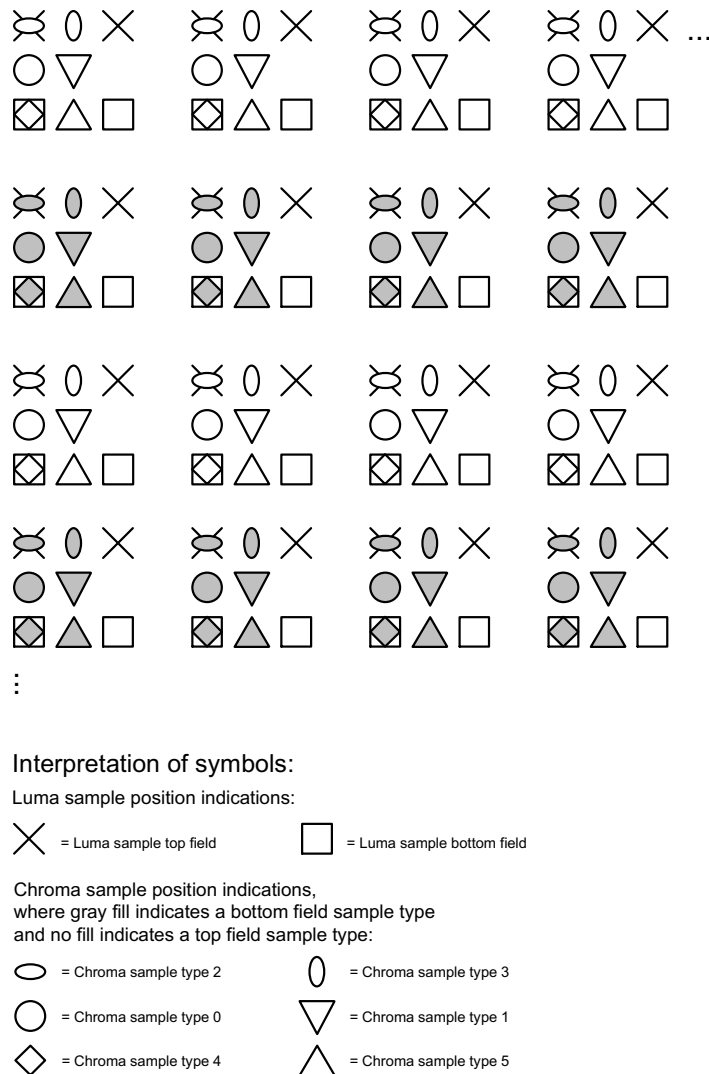 ...
⋮
Interpretation of symbols:
Luma sample position indications:
= Luma sample top field = Luma sample bottom field
Chroma sample position indications,
where gray fill indicates a bottom field sample type
and no fill indicates a top field sample type:
= Chroma sample type 2 = Chroma sample type 3
= Chroma sample type 0 = Chroma sample type 1
= Chroma sample type 4 = Chroma sample type 5